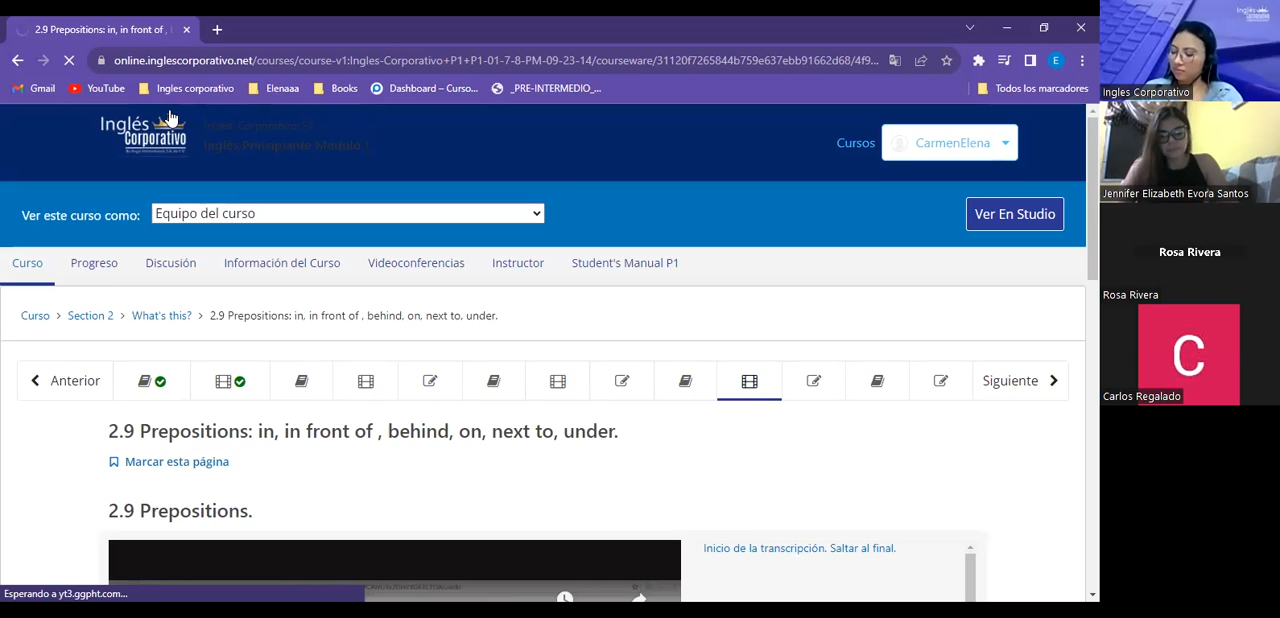 2.9 Prepositions: in, in front of ,
online.inglescorporativo.net/courses/course-v1:Ingles-Corporativo+P1+P1-01-7-8-PM-09-23-14/courseware/31120f7265844b759e637ebb91662d68/4f9...
E
Gmail YouTube Ingles corporativo Elenaaa Books Dashboard – Curso... _PRE-INTERMEDIO_... Todos los marcadores
Inglés
Corporativo
Inglés Principiante Módulo 1
Cursos CarmenElena
Ver este curso como: Equipo del curso Ver En Studio
Curso Progreso Discusión Información del Curso Videoconferencias Instructor Student's Manual P1
Curso > Section 2 > What's this? > 2.9 Prepositions: in, in front of , behind, on, next to, under.
Anterior Siguiente
2.9 Prepositions: in, in front of , behind, on, next to, under.
Marcar esta página
2.9 Prepositions.
Inicio de la transcripción. Saltar al final.
Esperando a yt3.ggpht.com...
Inglés
Ingles Corporativo
Jennifer Elizabeth Evora Santos
Rosa Rivera
Rosa Rivera
C
Carlos Regalado